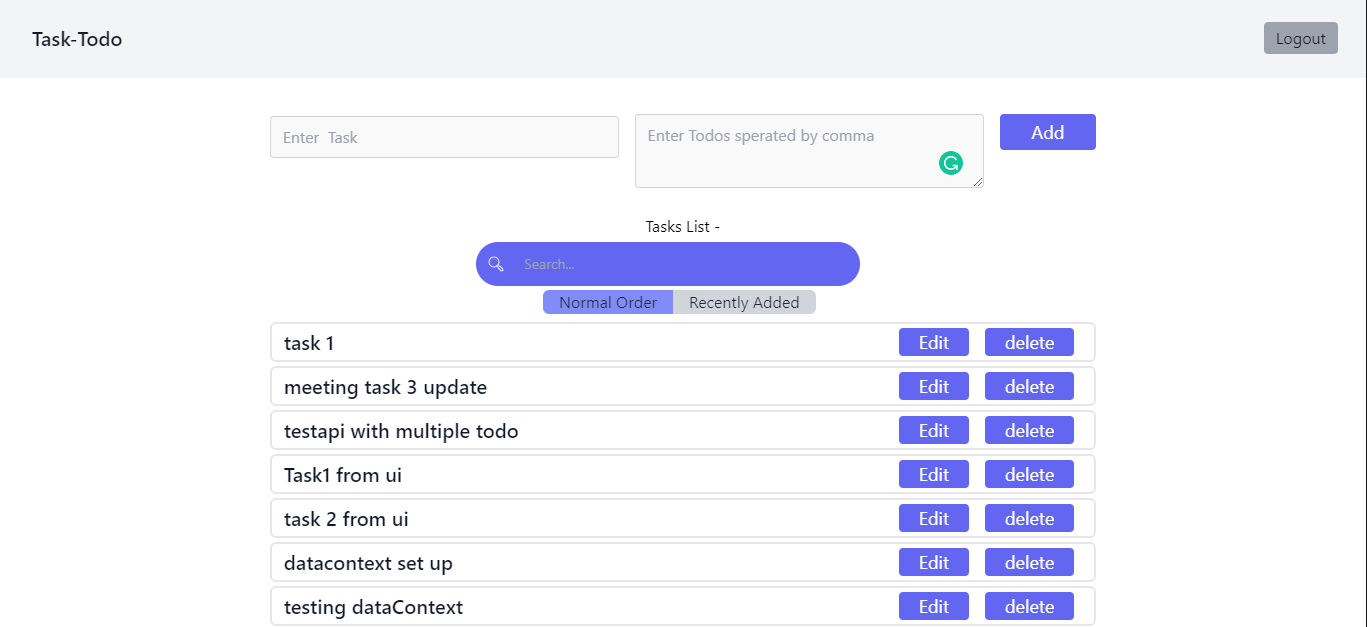 Task-Todo
Logout
Enter Task
Enter Todos sperated by comma
Add
Tasks List -
Search...
Normal Order Recently Added
task 1 Edit delete
meeting task 3 update Edit delete
testapi with multiple todo Edit delete
Task1 from ui Edit delete
task 2 from ui Edit delete
datacontext set up Edit delete
testing dataContext Edit delete